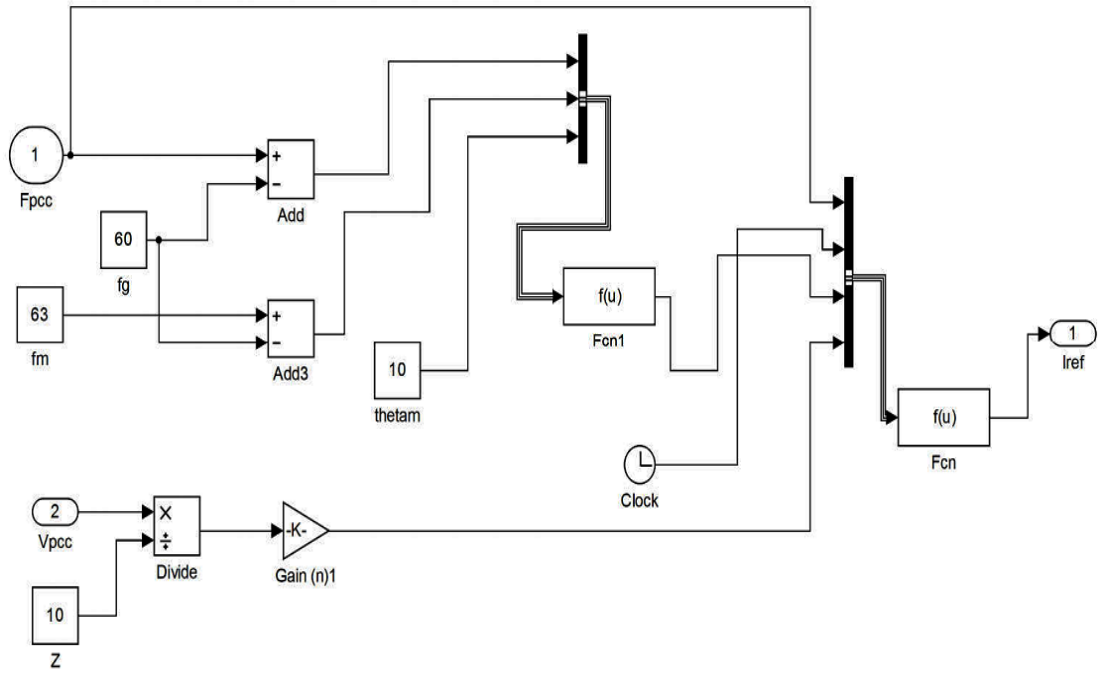 1
Fpcc
+
−
Add
60
fg
63
fm
+
−
Add3
10
thetam
f(u)
Fcn1
1
Iref
f(u)
Fcn
Clock
2
Vpcc
×
÷
Divide
-K-
Gain (n)1
10
Z